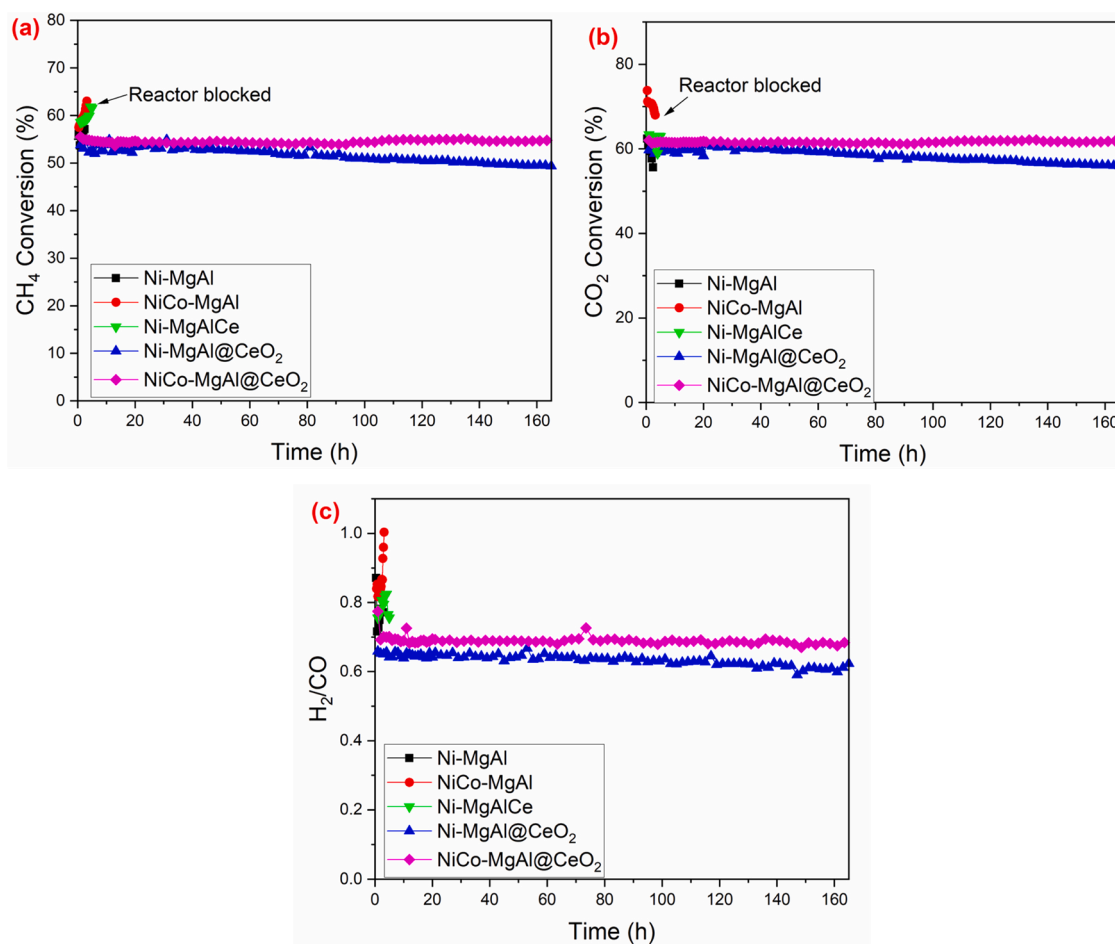 (a)
80
70
60
50
40
30
20
10
0
CH₄ Conversion (%)
Reactor blocked
Ni-MgAl
NiCo-MgAl
Ni-MgAlCe
Ni-MgAl@CeO₂
NiCo-MgAl@CeO₂
0 20 40 60 80 100 120 140 160
Time (h)
(b)
80
60
40
20
0
CO₂ Conversion (%)
Reactor blocked
Ni-MgAl
NiCo-MgAl
Ni-MgAlCe
Ni-MgAl@CeO₂
NiCo-MgAl@CeO₂
0 20 40 60 80 100 120 140 160
Time (h)
(c)
1.0
0.8
0.6
0.4
0.2
0.0
H₂/CO
Ni-MgAl
NiCo-MgAl
Ni-MgAlCe
Ni-MgAl@CeO₂
NiCo-MgAl@CeO₂
0 20 40 60 80 100 120 140 160
Time (h)